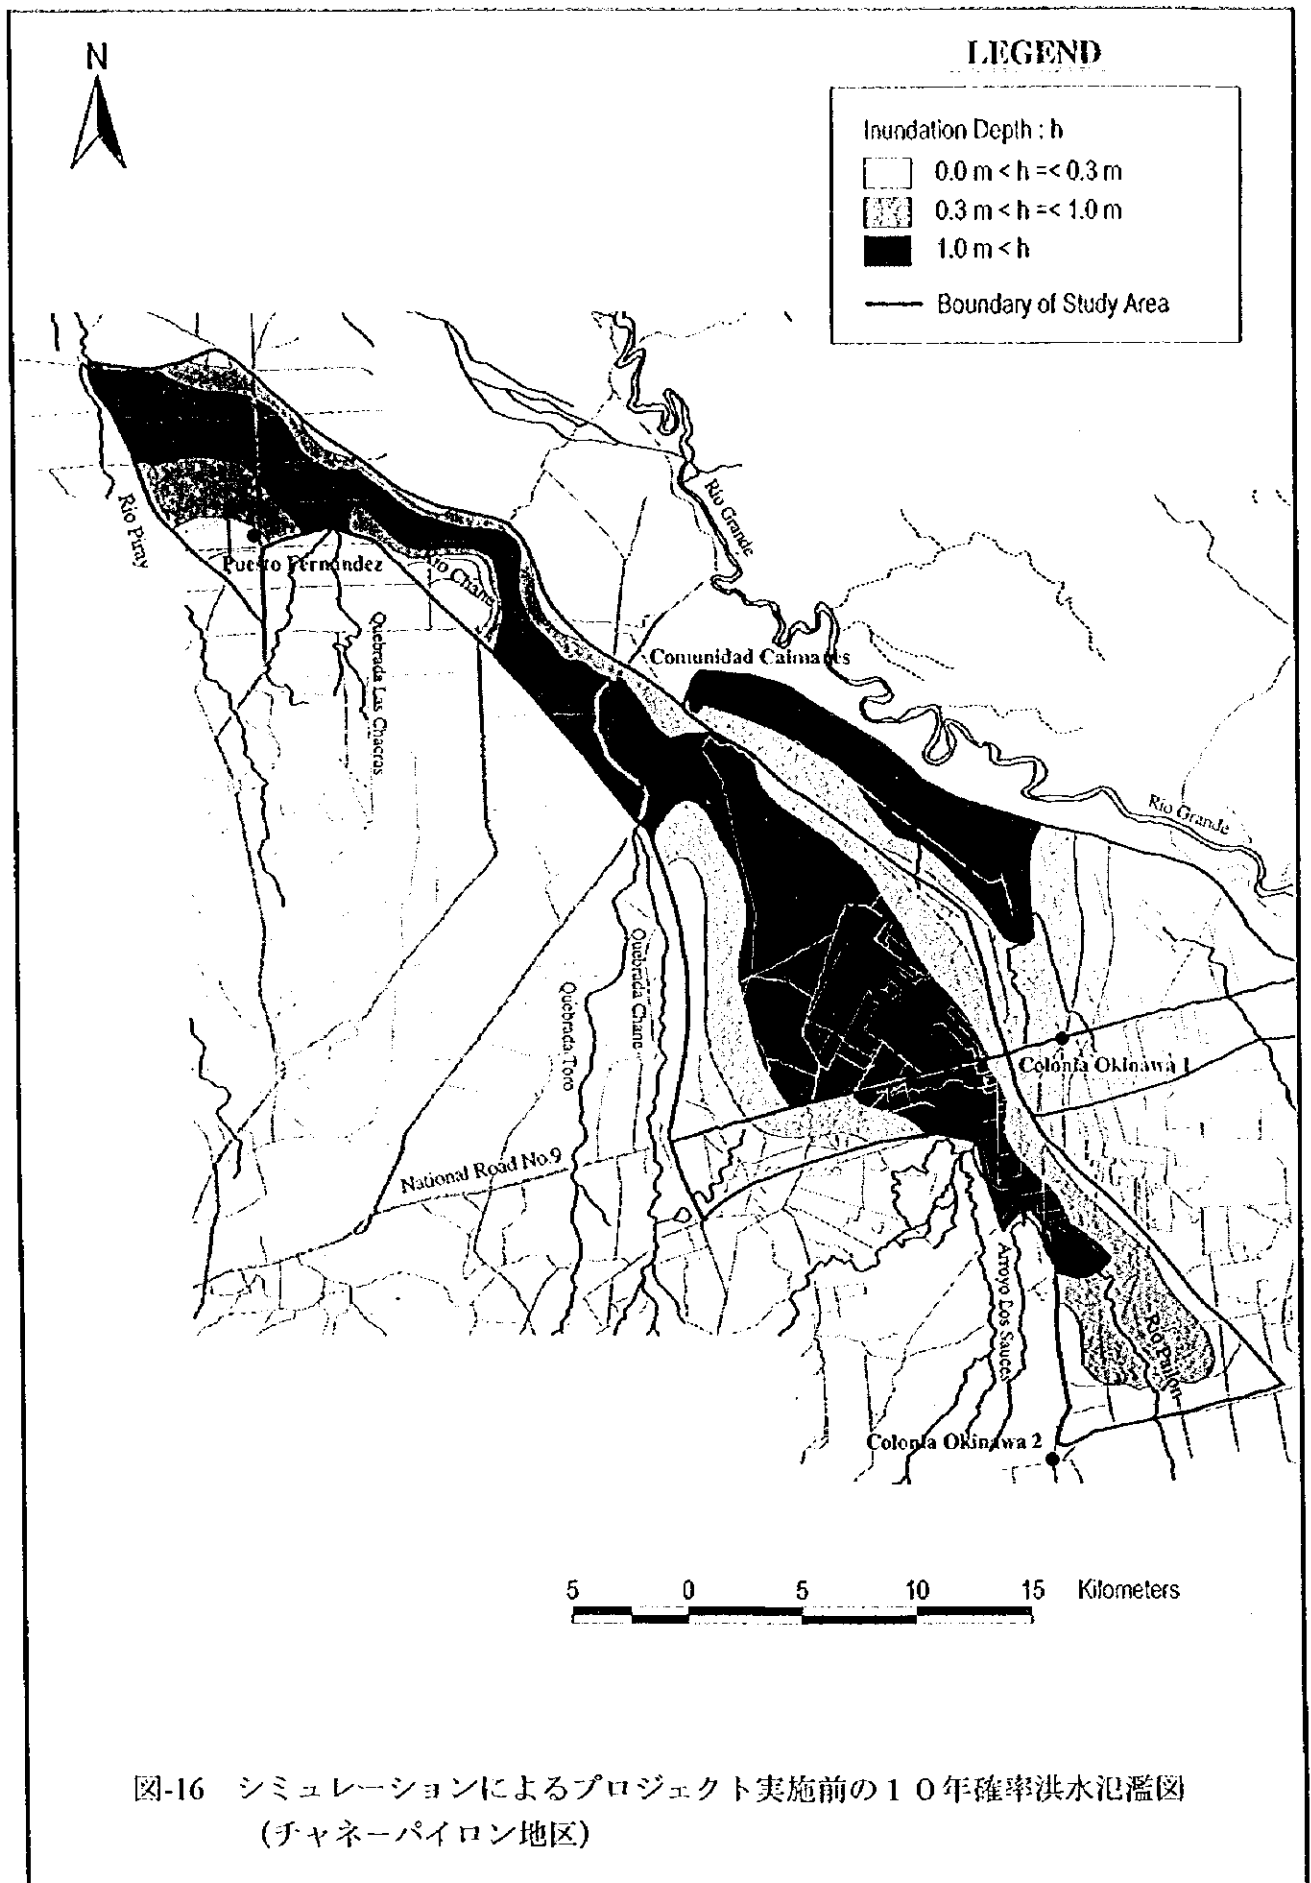 N
LEGEND
Inundation Depth : h
0.0 m < h =< 0.3 m
0.3 m < h =< 1.0 m
1.0 m < h
Boundary of Study Area
Rio Grande
Rio Piray
Puesto Fernández
Rio Chane
Quebrada Las Chacras
Comunidad Caimanes
Rio Grande
Quebrada Chane
Quebrada Toro
Colonia Okinawa 1
National Road No.9
Arroyo Los Sauces
Rio Pailón
Colonia Okinawa 2
5 0 5 10 15 Kilometers
図-16 シミュレーションによるプロジェクト実施前の10年確率洪水氾濫図
(チャネーパイロン地区)